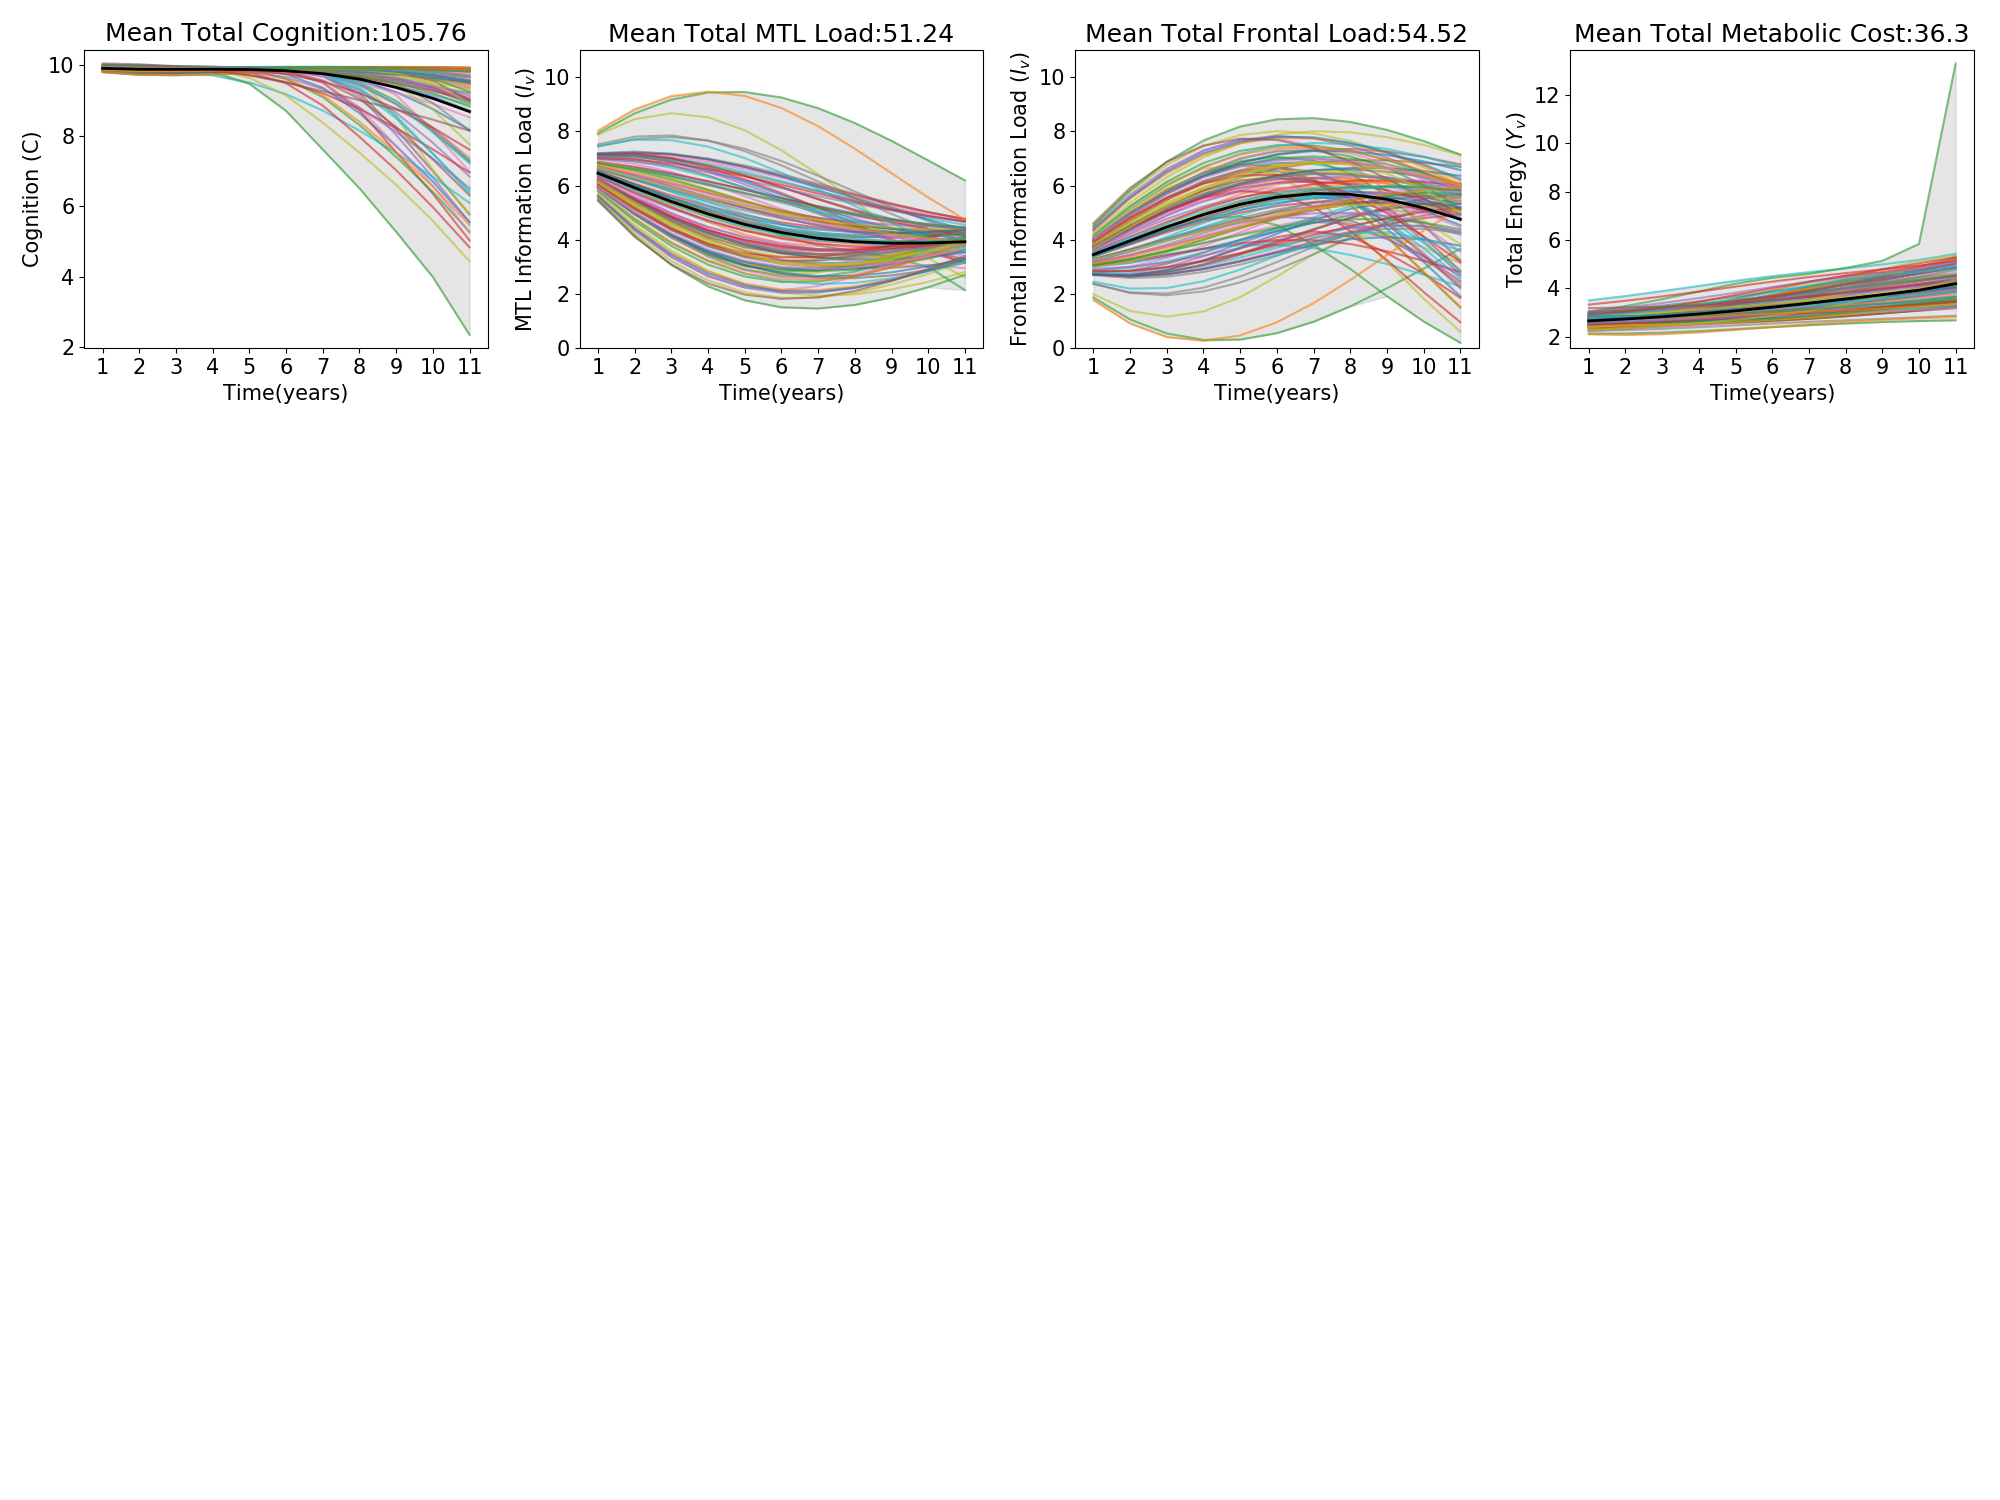 Mean Total Cognition:105.76
Cognition (C)
10
8
6
4
2
1 2 3 4 5 6 7 8 9 10 11
Time(years)
Mean Total MTL Load:51.24
MTL Information Load (I_v)
10
8
6
4
2
0
1 2 3 4 5 6 7 8 9 10 11
Time(years)
Mean Total Frontal Load:54.52
Frontal Information Load (I_v)
10
8
6
4
2
0
1 2 3 4 5 6 7 8 9 10 11
Time(years)
Mean Total Metabolic Cost:36.3
Total Energy (Y_v)
12
10
8
6
4
2
1 2 3 4 5 6 7 8 9 10 11
Time(years)